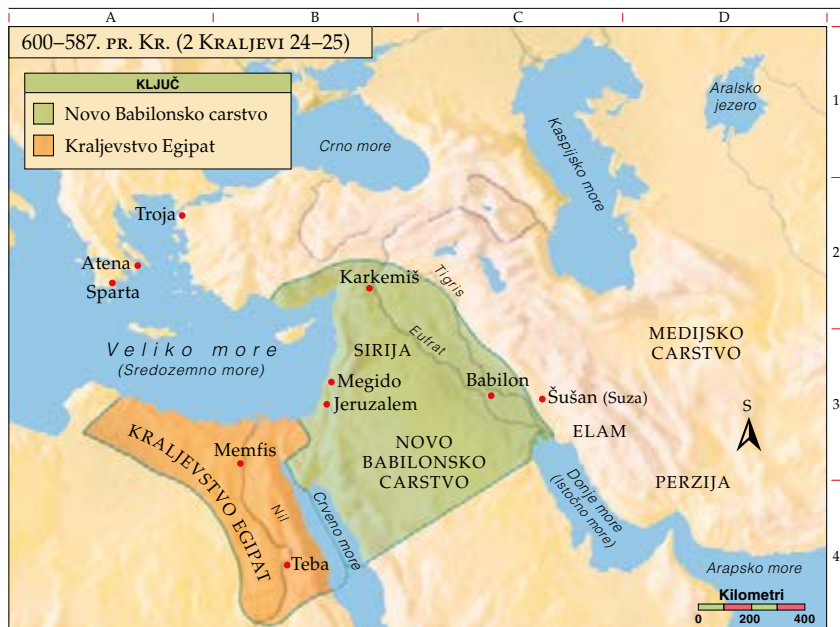 A B C D
600–587. PR. KR. (2 KRALJEVI 24–25)
KLJUČ
Novo Babilonsko carstvo
Kraljevstvo Egipat
1
Aralsko
jezero
Crno more
Kaspijsko more
Troja
2
Atena
Sparta
Karkemiš
Tigris
Eufrat
MEDIJSKO
CARSTVO
Veliko more
(Sredozemno more)
SIRIJA
Megido
Jeruzalem
Babilon
Šušan (Suza)
3
S
ELAM
KRALJEVSTVO EGIPAT
Memfis
NOVO
BABILONSKO
CARSTVO
PERZIJA
Donje more
(Istočno more)
Nil
Crveno more
Teba
4
Arapsko more
Kilometri
0 200 400